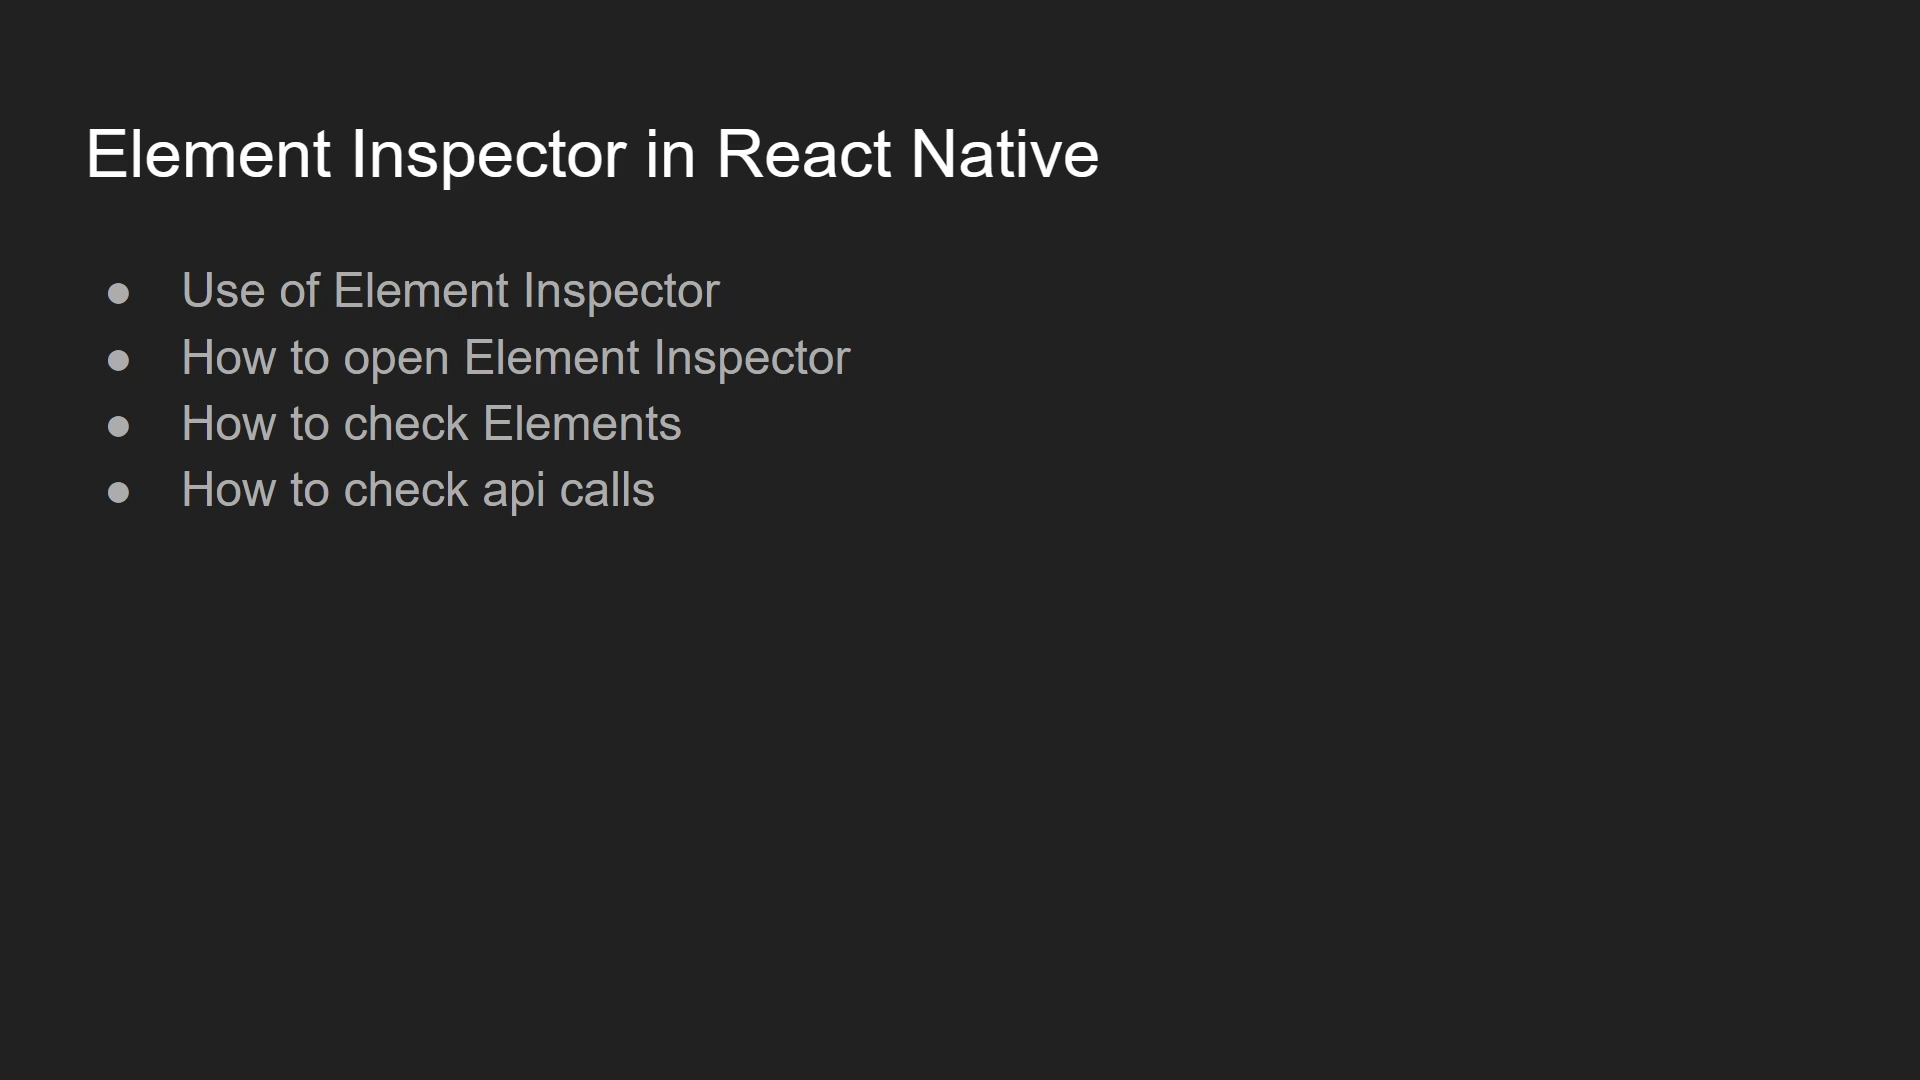 Element Inspector in React Native
● Use of Element Inspector
● How to open Element Inspector
● How to check Elements
● How to check api calls